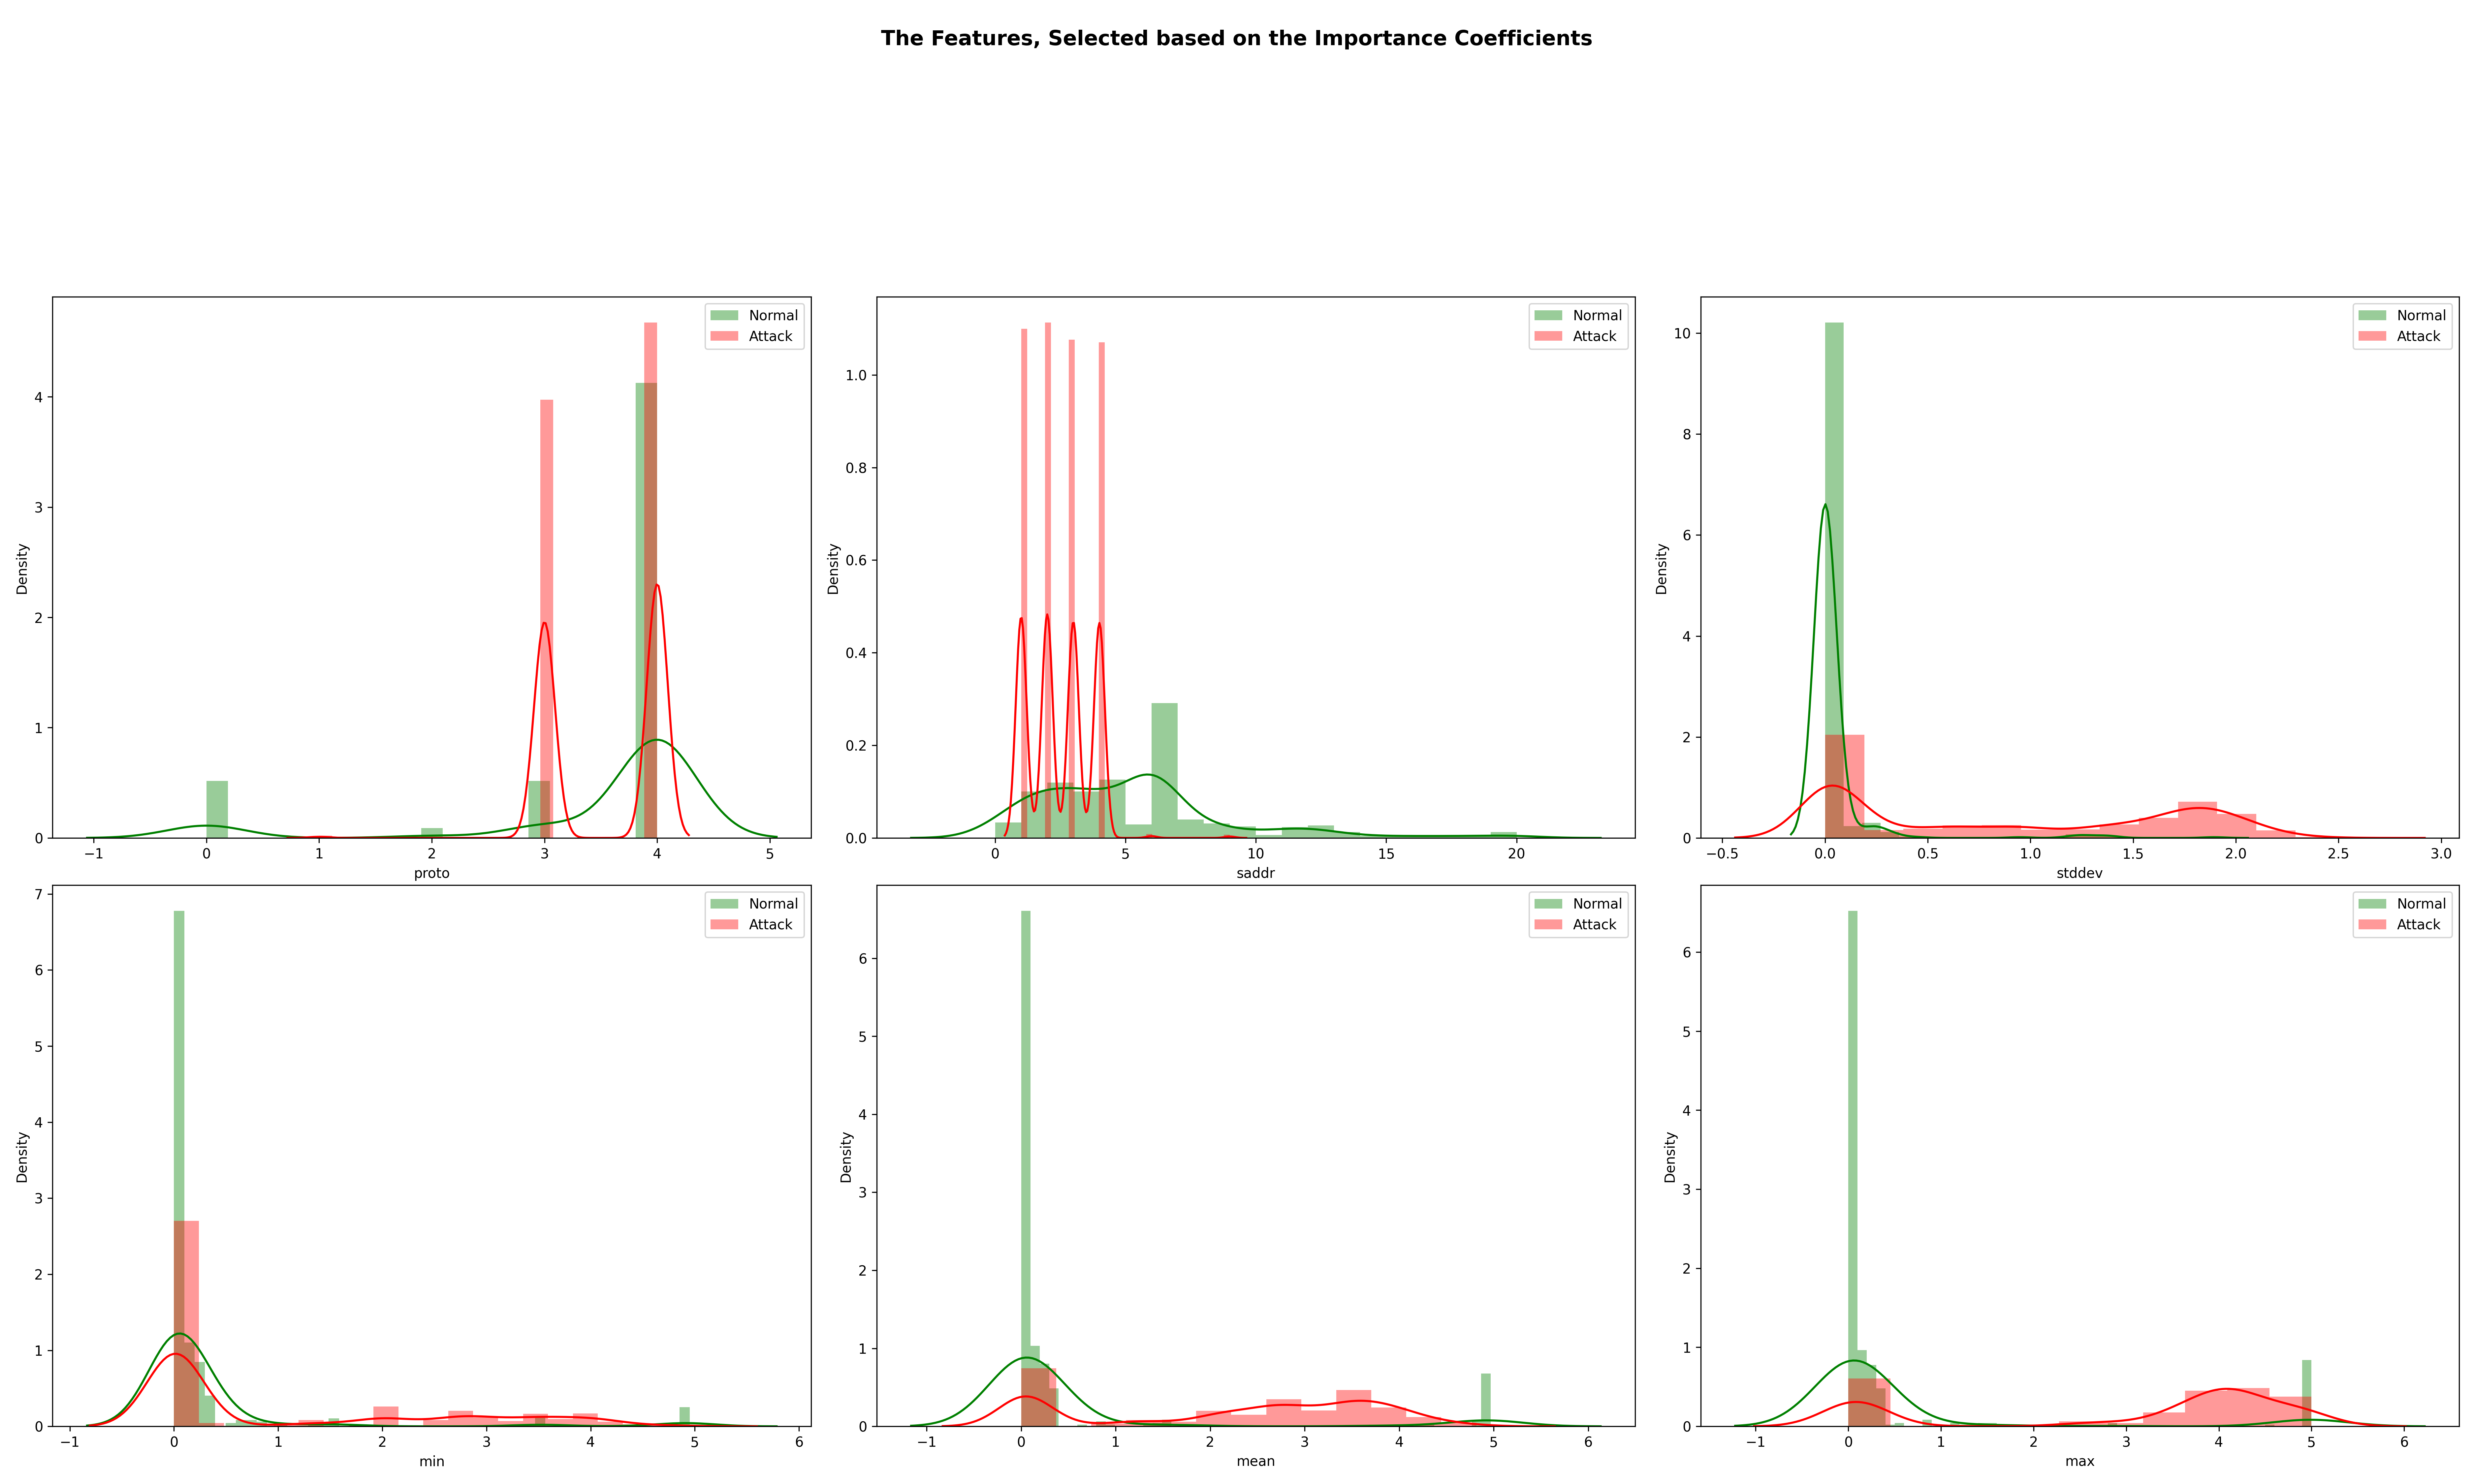 The Features, Selected based on the Importance Coefficients
Normal
Attack
Density
4
3
2
1
0
−1 0 1 2 3 4 5
proto
Normal
Attack
Density
1.0
0.8
0.6
0.4
0.2
0.0
0 5 10 15 20
saddr
Normal
Attack
Density
10
8
6
4
2
0
−0.5 0.0 0.5 1.0 1.5 2.0 2.5 3.0
stddev
Normal
Attack
Density
7
6
5
4
3
2
1
0
−1 0 1 2 3 4 5 6
min
Normal
Attack
Density
6
5
4
3
2
1
0
−1 0 1 2 3 4 5 6
mean
Normal
Attack
Density
6
5
4
3
2
1
0
−1 0 1 2 3 4 5 6
max